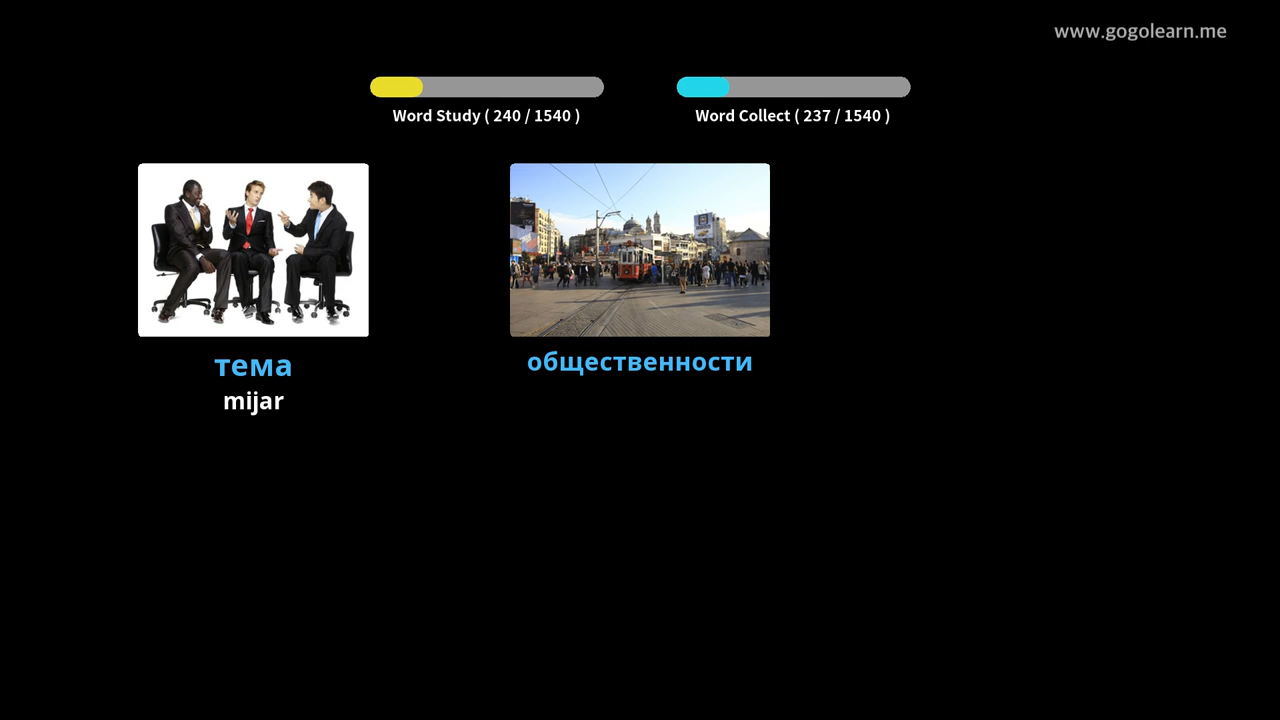 www.gogolearn.me
Word Study ( 240 / 1540 )
Word Collect ( 237 / 1540 )
тема
mijar
общественности